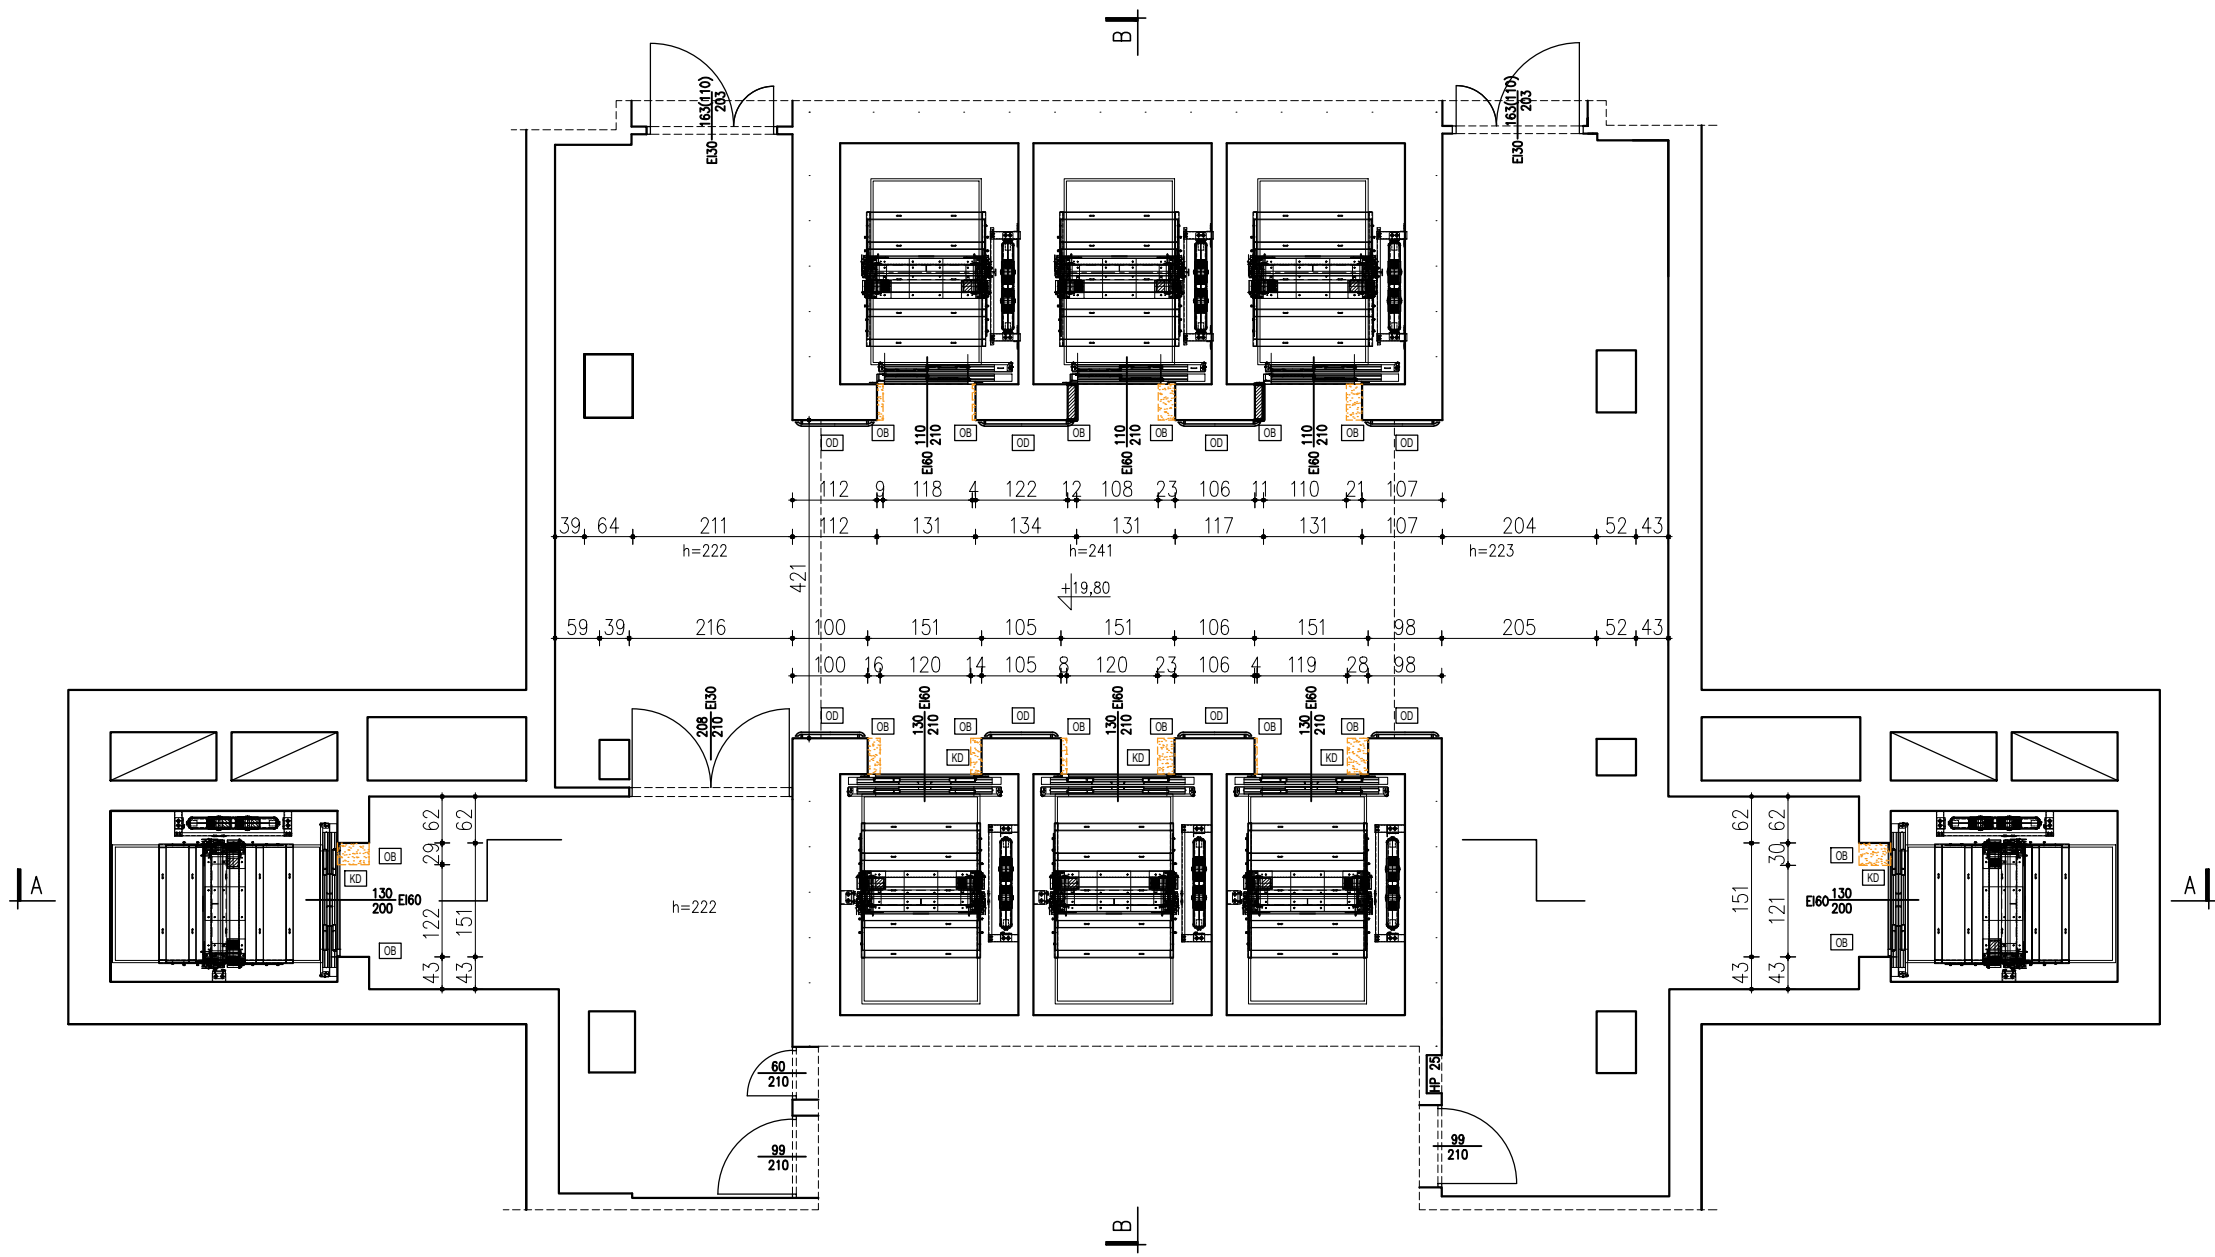 B
163(110)
203
EI30
163(110)
203
EI30
OD
OB
110
210
EI60
OB
OD
OB
110
210
EI60
OB
OD
OB
110
210
EI60
OB
OD
112 9 118 4 122 12 108 23 106 11 110 21 107
39 64 211 112 131 134 131 117 131 107 204 52 43
h=222 h=241 h=223
421
+19,80
59 39 216 100 151 105 151 106 151 98 205 52 43
100 16 120 14 105 8 120 23 106 4 119 28 98
208 EI30
210
OD
OB
130 EI60
210
OB
KD
OD
OB
130 EI60
210
OB
KD
OD
OB
130 EI60
210
OB
KD
OD
62 62
29
122 151
43 43
OB
KD
130
200
EI60
OB
A
h=222
62 62
30
151 121
43 43
OB
KD
EI60
130
200
OB
A
60
210
99
210
HP 25
99
210
B